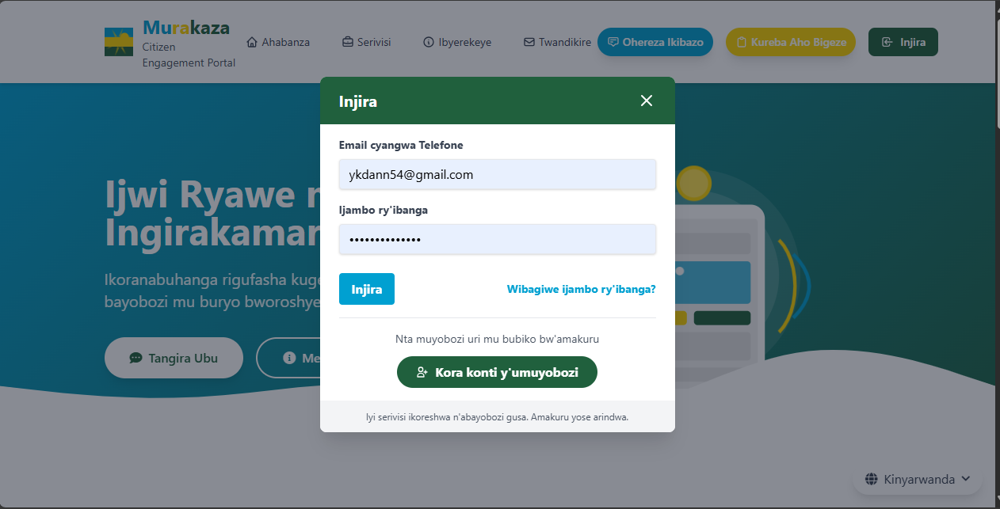 Murakaza
Citizen
Engagement Portal
Ahabanza
Serivisi
Ibyerekeye
Twandikire
Ohereza Ikibazo
Kureba Aho Bigeze
Injira
Injira
Email cyangwa Telefone
ykdann54@gmail.com
Ijambo ry'ibanga
Injira
Wibagiwe ijambo ry'ibanga?
Nta muyobozi uri mu bubiko bw'amakuru
Kora konti y'umuyobozi
Iyi serivisi ikoreshwa n'abayobozi gusa. Amakuru yose arindwa.
Ijwi Ryawe
Ikoranabuhanga rigufasha
bayobozi mu buryo bworoshye
Tangira Ubu
Kinyarwanda